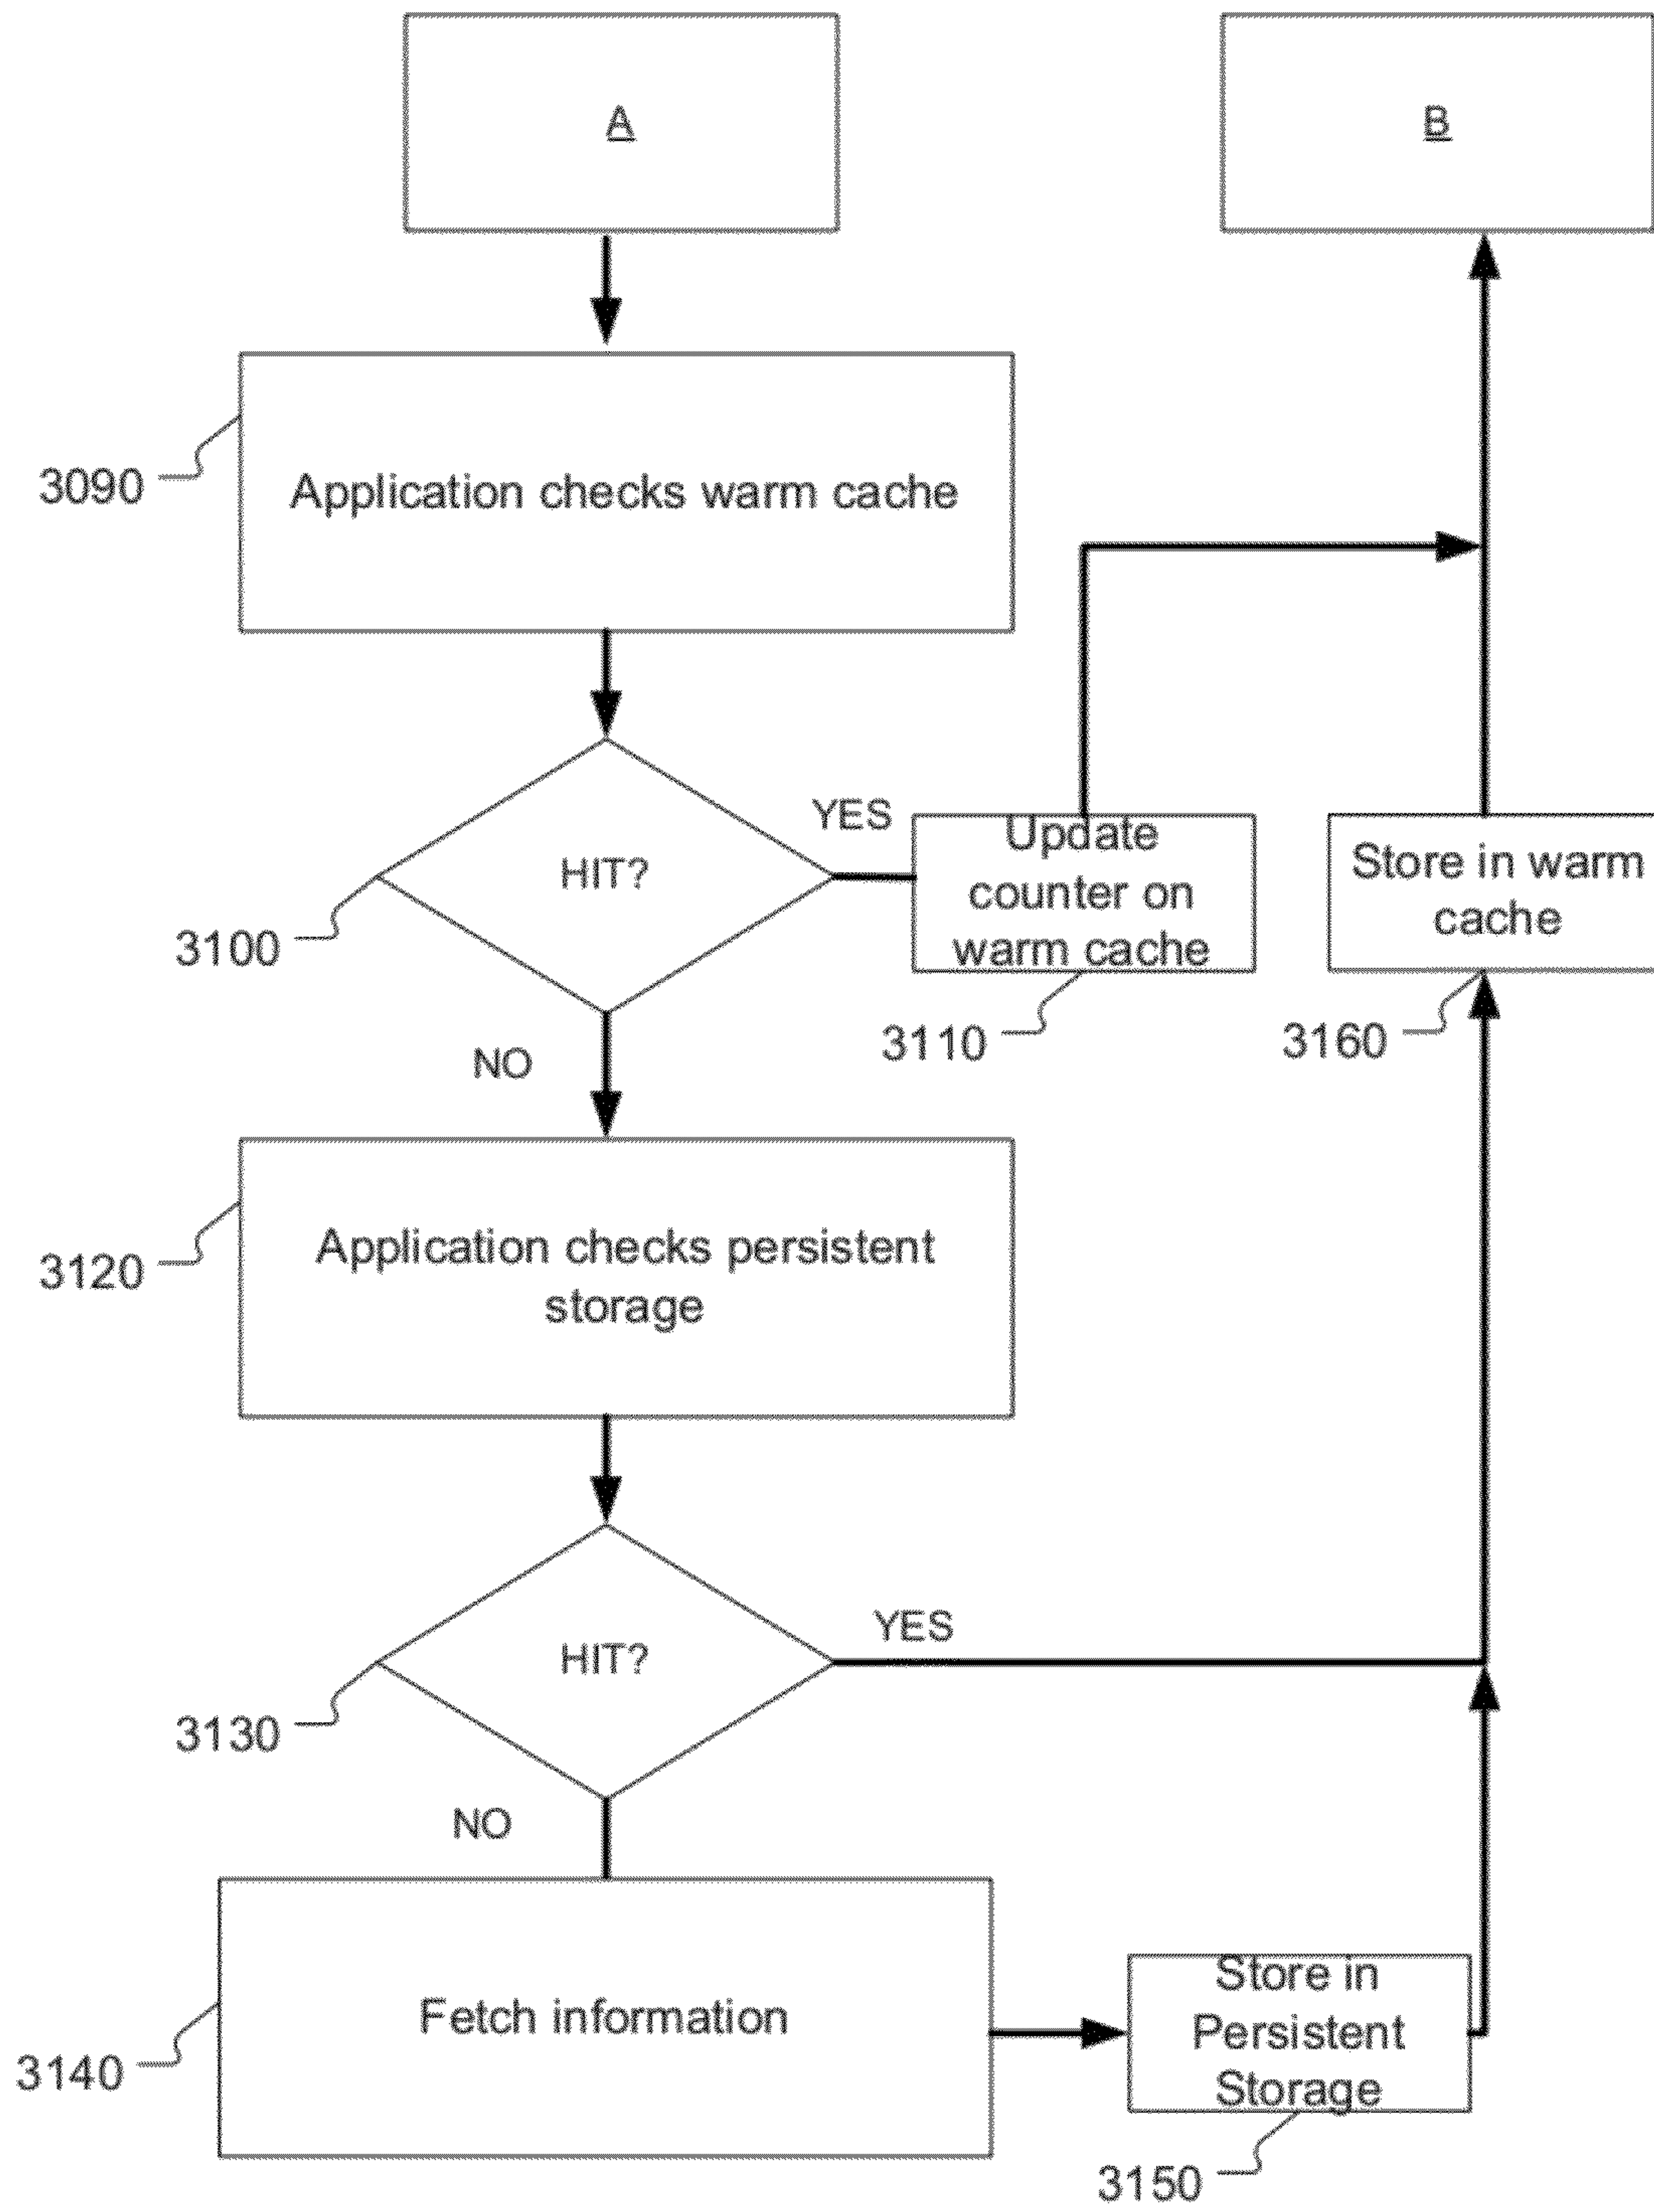 A
B
Application checks warm cache
3090
HIT?
YES
3100
Update
counter on
warm cache
3110
Store in warm
cache
3160
NO
Application checks persistent
storage
3120
HIT?
YES
3130
NO
Fetch information
3140
Store in
Persistent
Storage
3150